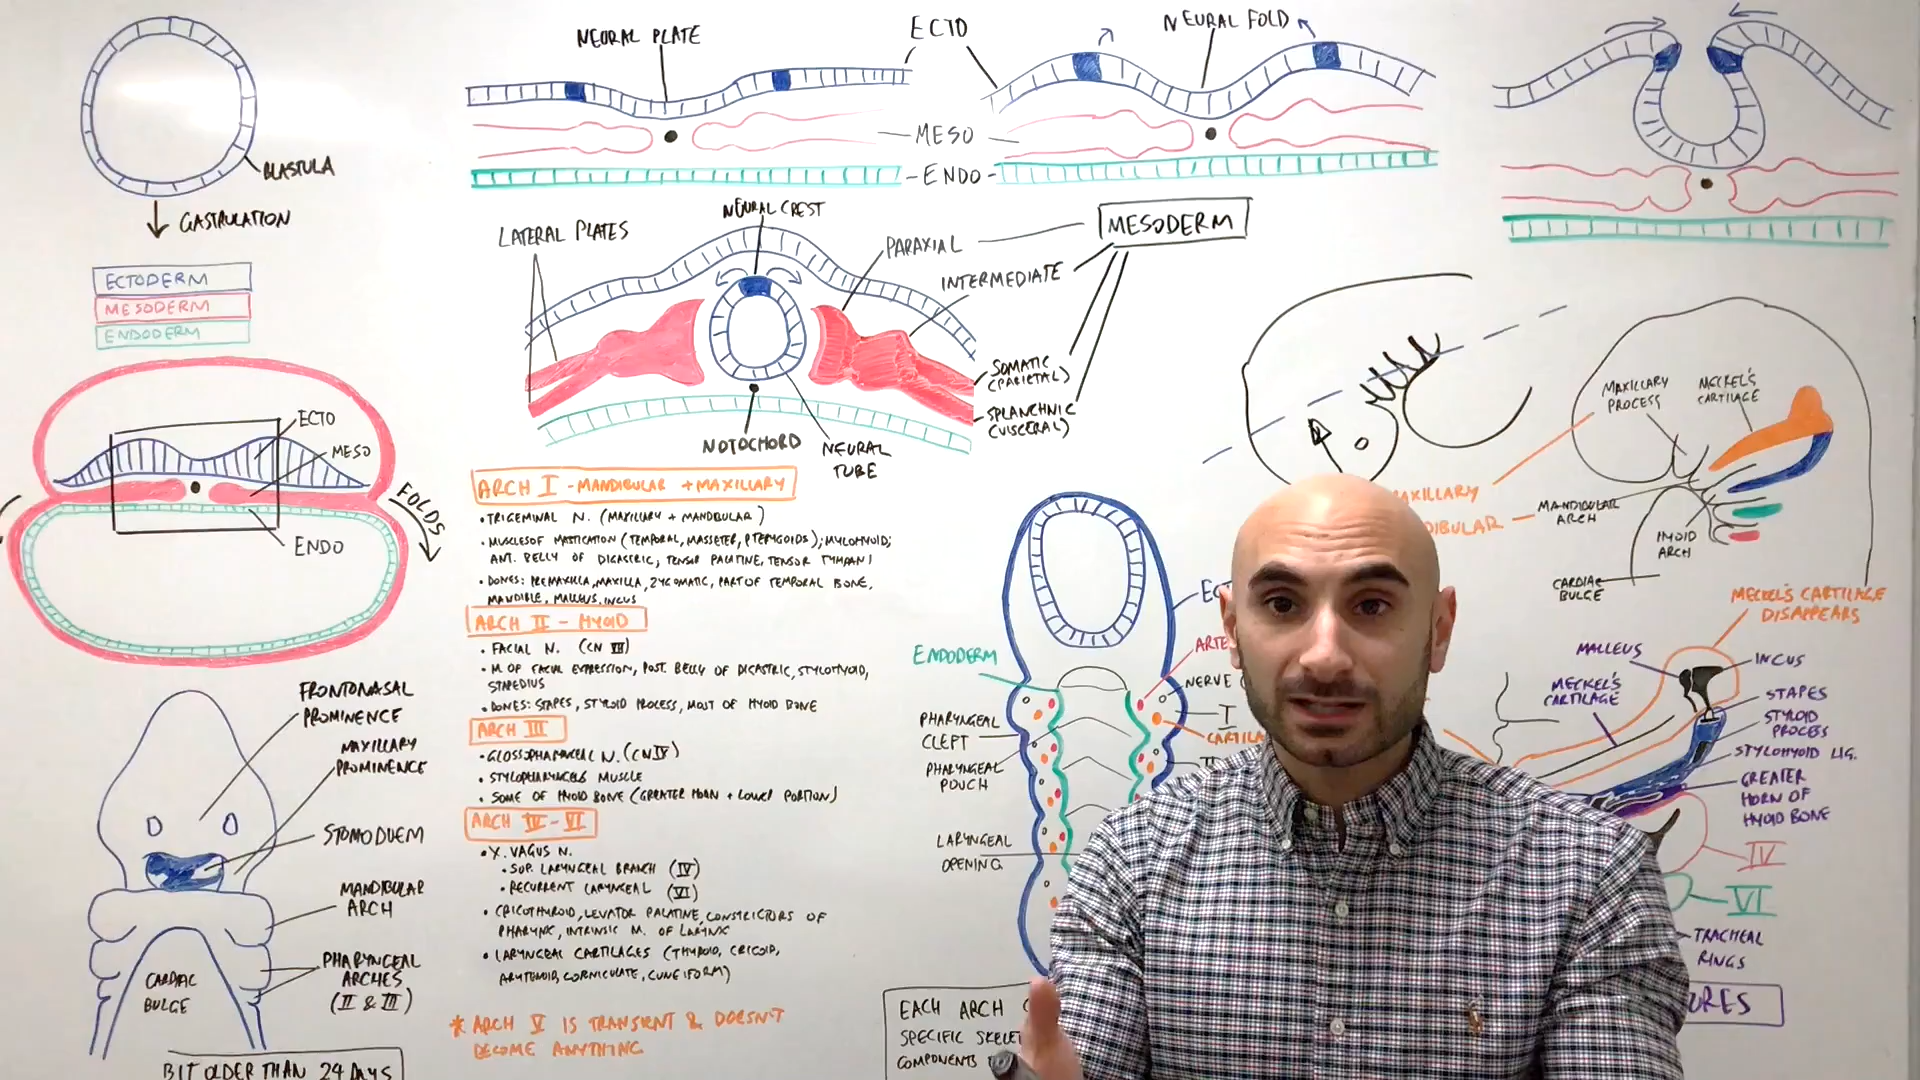 BLASTULA
GASTRULATION
ECTODERM
MESODERM
ENDODERM
ECTO
MESO
ENDO
FOLDS
FRONTONASAL
PROMINENCE
MAXILLARY
PROMINENCE
STOMODUEM
MANDIBULAR
ARCH
PHARYNGEAL
ARCHES
(II & III)
CARDIAC
BULGE
BIT OLDER THAN 24 DAYS
NEURAL PLATE
ECTO
NEURAL FOLD
MESO
-ENDO-
LATERAL PLATES
NEURAL CREST
PARAXIAL
MESODERM
INTERMEDIATE
SOMATIC
(PARIETAL)
SPLANCHNIC
(VISCERAL)
NOTOCHORD
NEURAL
TUBE
ARCH I - MANDIBULAR + MAXILLARY
• TRIGEMINAL N. (MAXILLARY + MANDIBULAR)
• MUSCLES OF MASTICATION (TEMPORAL, MASSETER, PTERYGOIDS); MYLOHYOID;
ANT. BELLY OF DIGASTRIC, TENSOR PALATINE, TENSOR TYMPANI
• BONES: PREMAXILLA, MAXILLA, ZYGOMATIC, PART OF TEMPORAL BONE,
MANDIBLE, MALLEUS, INCUS
ARCH II - HYOID
• FACIAL N. (CN VII)
• M. OF FACIAL EXPRESSION, POST. BELLY OF DIGASTRIC, STYLOHYOID,
STAPEDIUS
• BONES: STAPES, STYLOID PROCESS, MOST OF HYOID BONE
ARCH III
• GLOSSOPHARYNGEAL N. (CN IV)
• STYLOPHARYNGEUS MUSCLE
• SOME OF HYOID BONE (GREATER HORN + LOWER PORTION)
ARCH IV - VI
• X. VAGUS N.
• SUP. LARYNGEAL BRANCH (IV)
• RECURRENT LARYNGEAL (VI)
• CRICOTHYROID, LEVATOR PALATINE, CONSTRICTORS OF
PHARYNX, INTRINSIC M. OF LARYNX
• LARYNGEAL CARTILAGES (THYROID, CRICOID,
ARYTENOID, CORNICULATE, CUNEIFORM)
* ARCH V IS TRANSIENT & DOESN'T
BECOME ANYTHING
ENDODERM
PHARYNGEAL
CLEFT
PHARYNGEAL
POUCH
LARYNGEAL
OPENING
NERVE
I
EACH ARCH
SPECIFIC
COMPONENTS
MAXILLARY
PROCESS
MECKEL'S
CARTILAGE
MAXILLARY
MANDIBULAR
ARCH
HYOID
ARCH
CARDIAC
BULGE
MECKEL'S CARTILAGE
DISAPPEARS
MALLEUS
INCUS
MECKEL'S
CARTILAGE
STAPES
STYLOID
PROCESS
STYLOHYOID LIG.
GREATER
HORN OF
HYOID BONE
IV
VI
TRACHEAL
RINGS